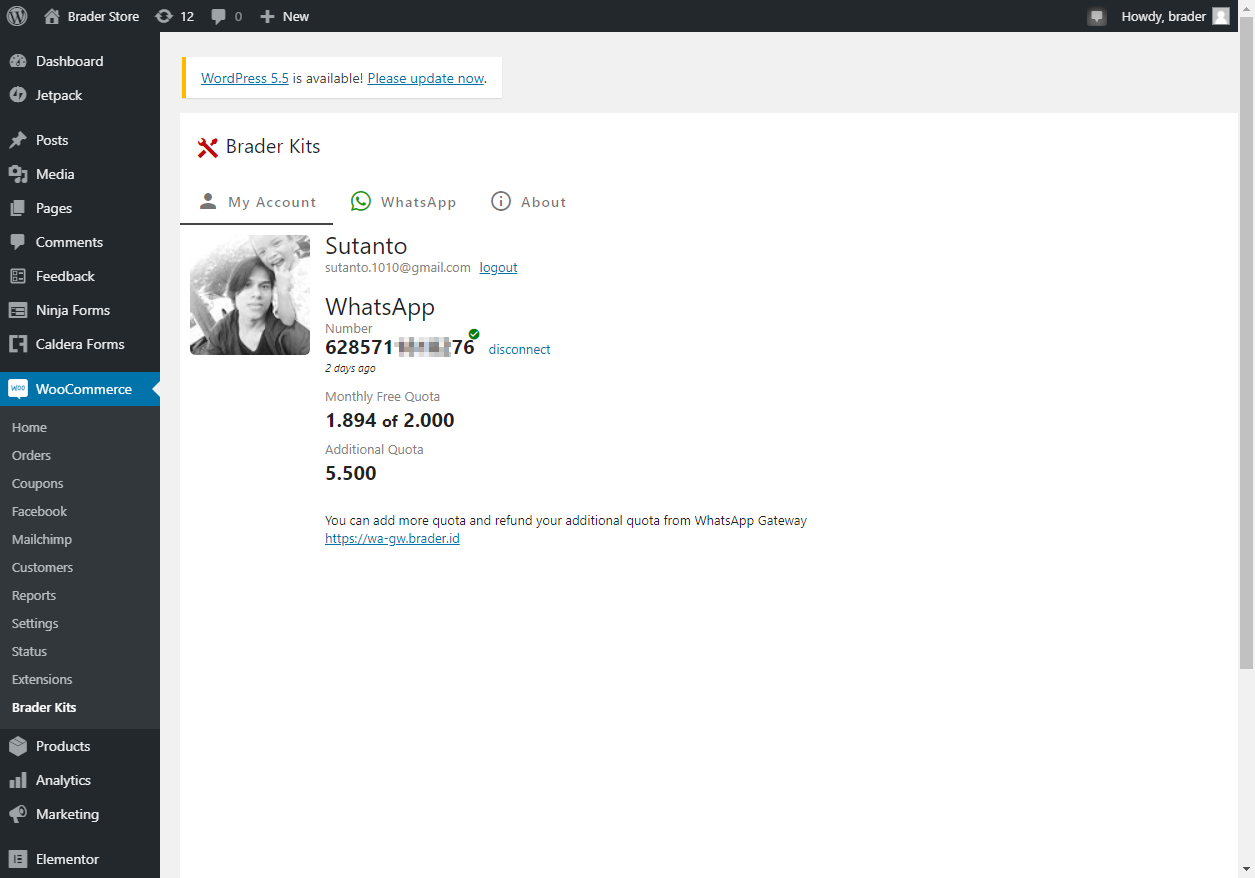 Brader Store 12 0 New Howdy, brader
Dashboard
Jetpack
Posts
Media
Pages
Comments
Feedback
Ninja Forms
Caldera Forms
WooCommerce
Home
Orders
Coupons
Facebook
Mailchimp
Customers
Reports
Settings
Status
Extensions
Brader Kits
Products
Analytics
Marketing
Elementor
WordPress 5.5 is available! Please update now.
Brader Kits
My Account WhatsApp About
Sutanto
sutanto.1010@gmail.com logout
WhatsApp
Number
628571 76 disconnect
2 days ago
Monthly Free Quota
1.894 of 2.000
Additional Quota
5.500
You can add more quota and refund your additional quota from WhatsApp Gateway
https://wa-gw.brader.id